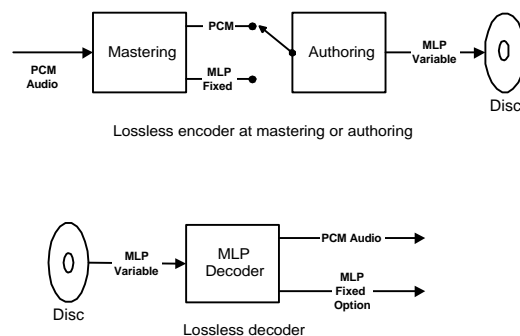 PCM
Audio
Mastering
PCM
MLP
Fixed
Authoring
MLP
Variable
Disc
Lossless encoder at mastering or authoring
Disc
MLP
Variable
MLP
Decoder
PCM Audio
MLP
Fixed
Option
Lossless decoder